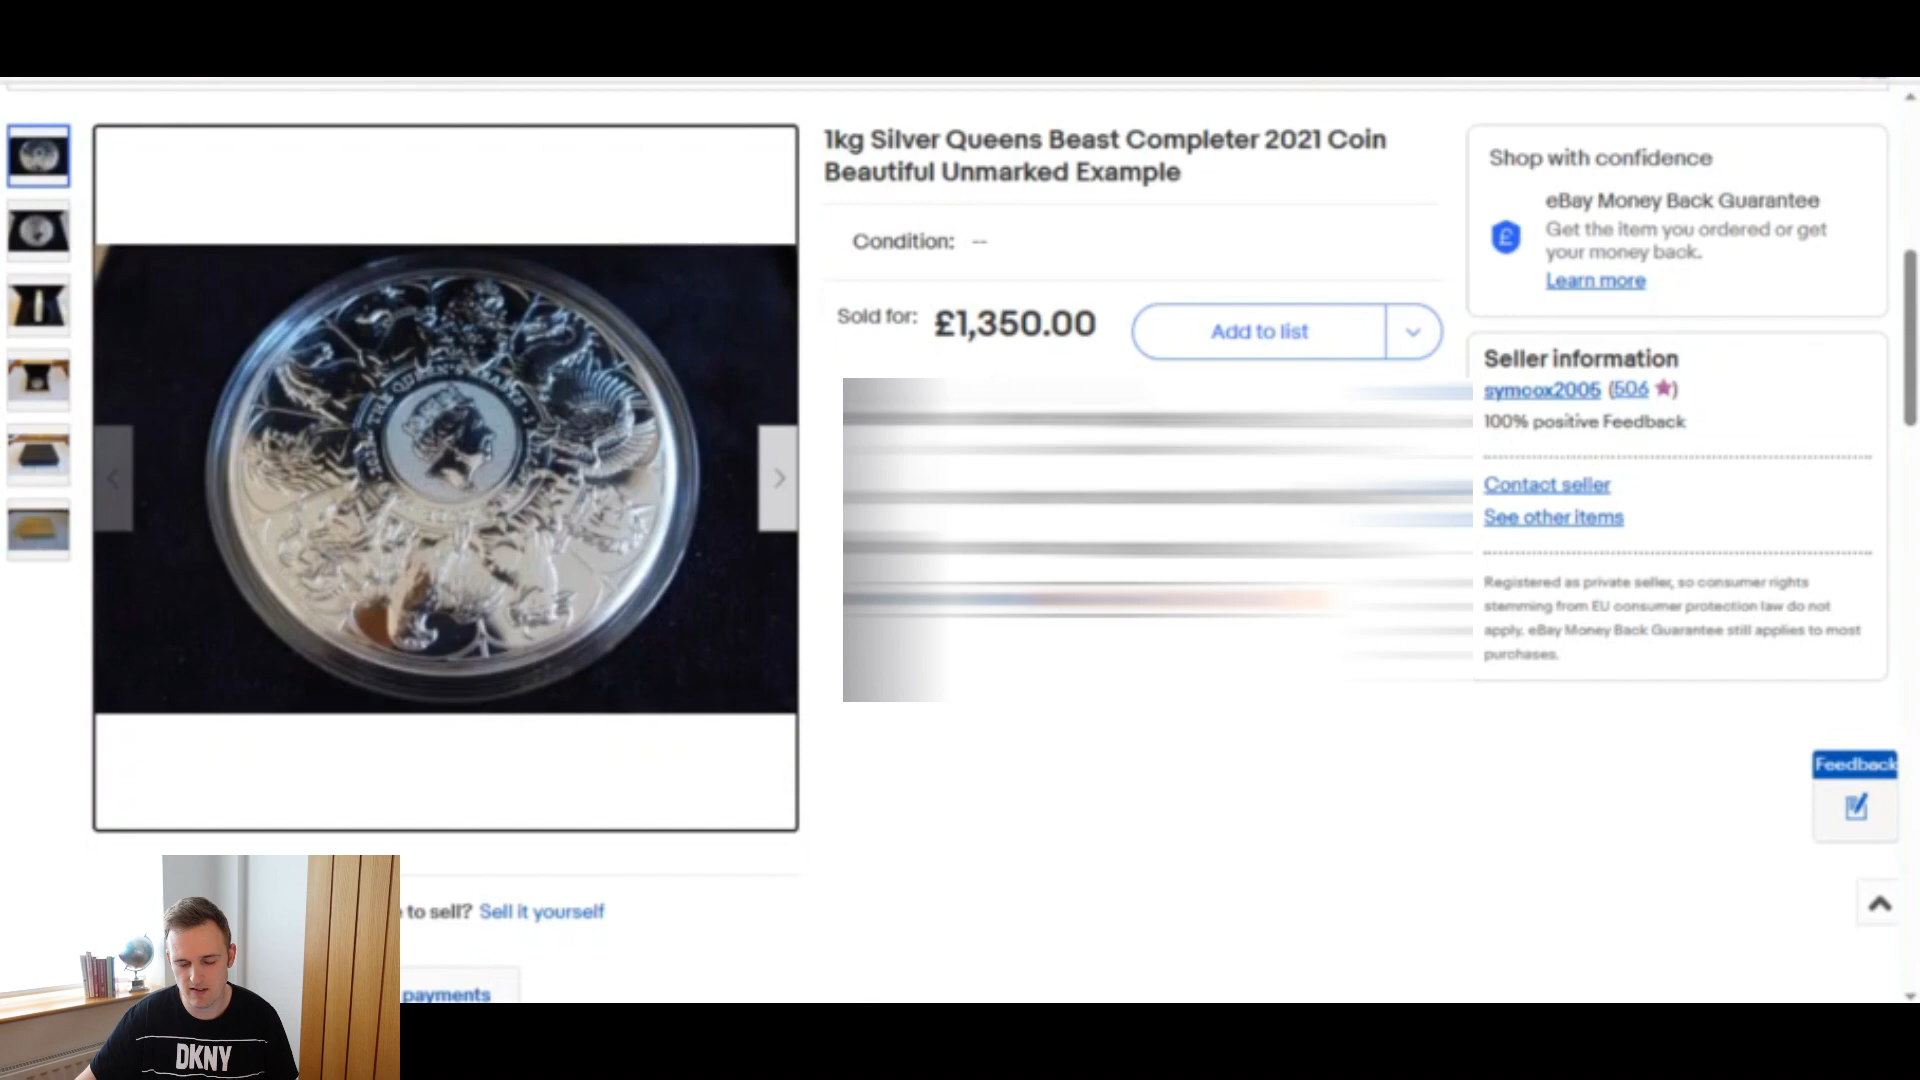 1kg Silver Queens Beast Completer 2021 Coin
Beautiful Unmarked Example
Condition: --
Sold for: £1,350.00
Add to list
Shop with confidence
eBay Money Back Guarantee
Get the item you ordered or get
your money back.
Learn more
Seller information
symcox2005 (506)
100% positive Feedback
Contact seller
See other items
Registered as private seller, so consumer rights
stemming from EU consumer protection law do not
apply. eBay Money Back Guarantee still applies to most
purchases.
Feedback
to sell? Sell it yourself
payments
DKNY